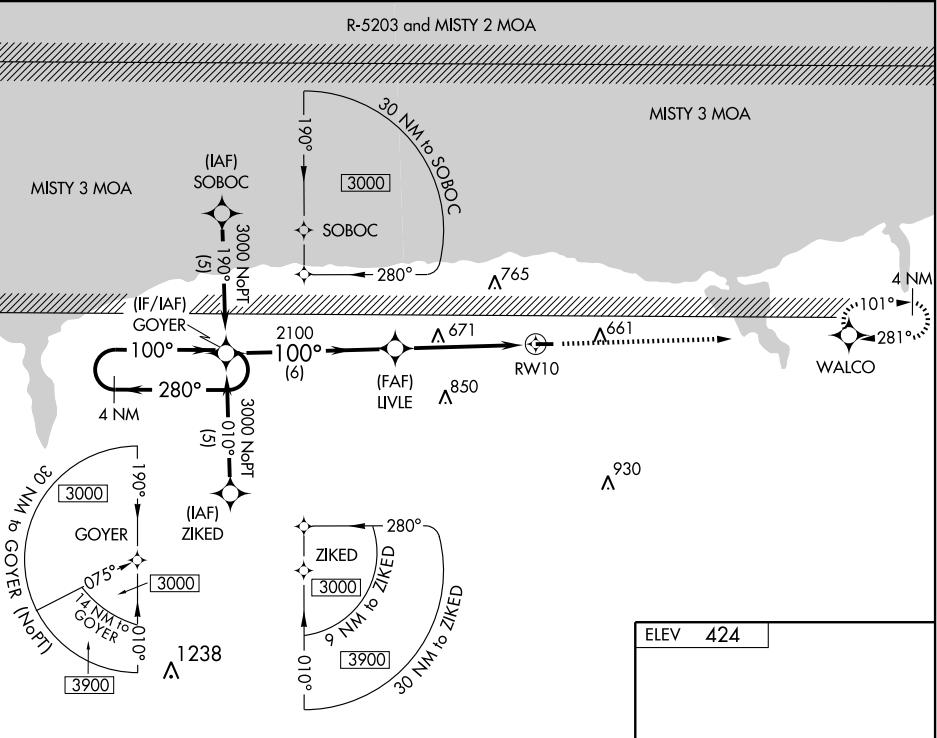 R-5203 and MISTY 2 MOA
MISTY 3 MOA
MISTY 3 MOA
(IAF)
SOBOC
3000 NoPT
190°
(5)
190°
30 NM to SOBOC
3000
SOBOC
280°
765
(IF/IAF)
GOYER
100°
280°
4 NM
2100
100°
(6)
(FAF)
LIVLE
671
850
RW10
661
4 NM
101°
281°
WALCO
930
3000 NoPT
010°
(5)
(IAF)
ZIKED
190°
30 NM to GOYER (NoPT)
3000
GOYER
075°
3000
14 NM to
GOYER
010°
3900
1238
280°
ZIKED
3000
9 NM to ZIKED
010°
3900
30 NM to ZIKED
ELEV 424